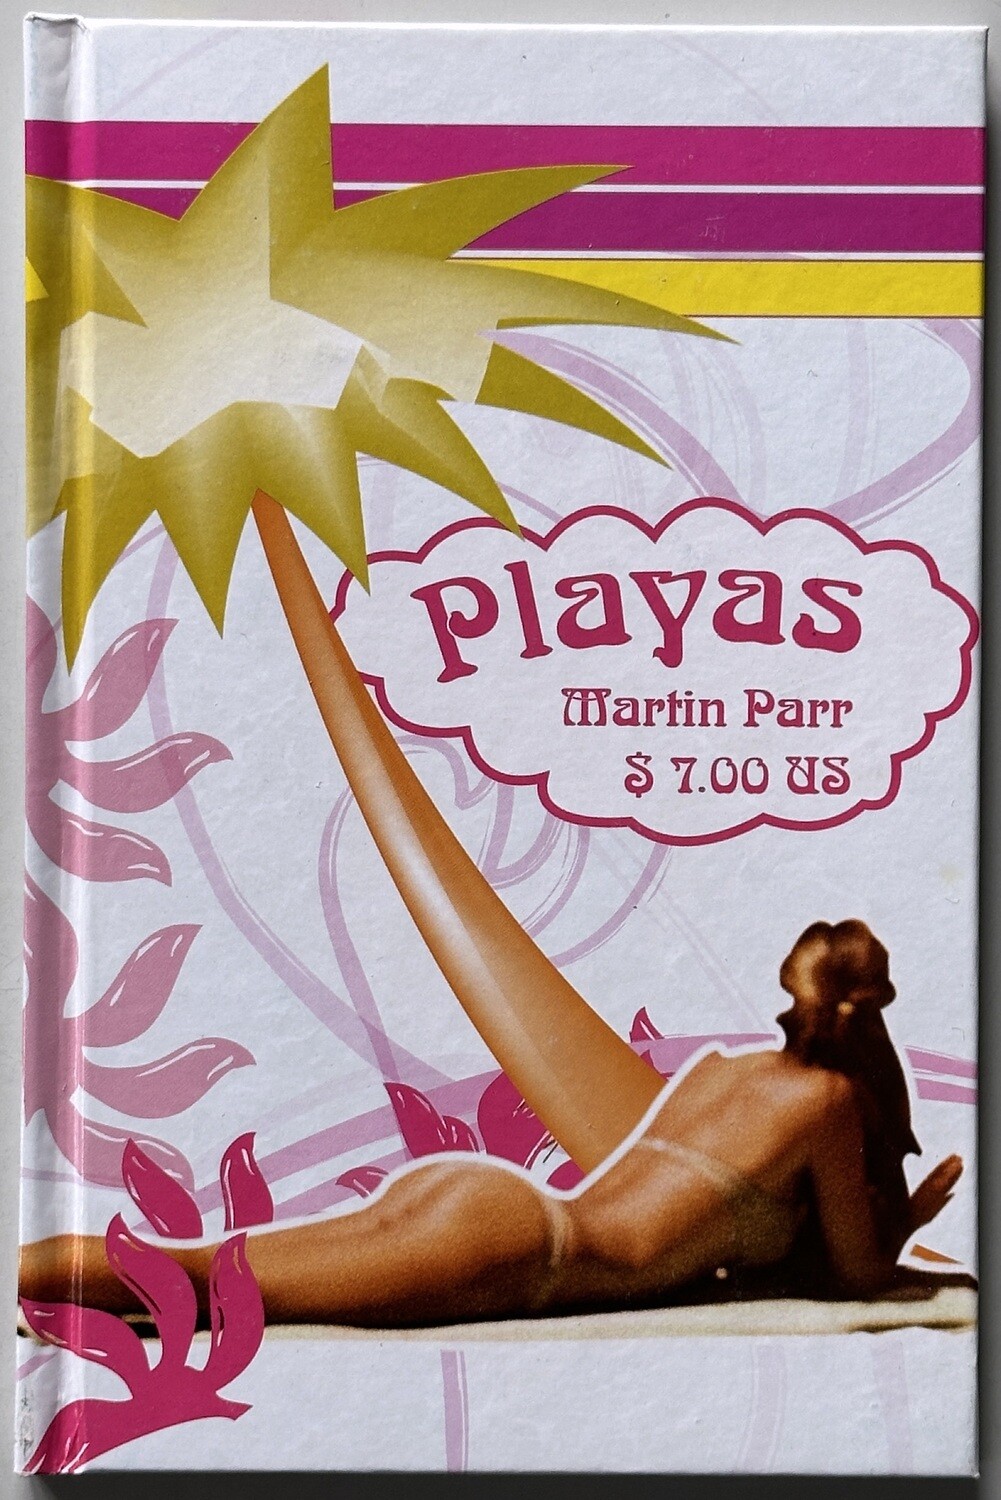 playas
Martin Parr
$ 7.00 US